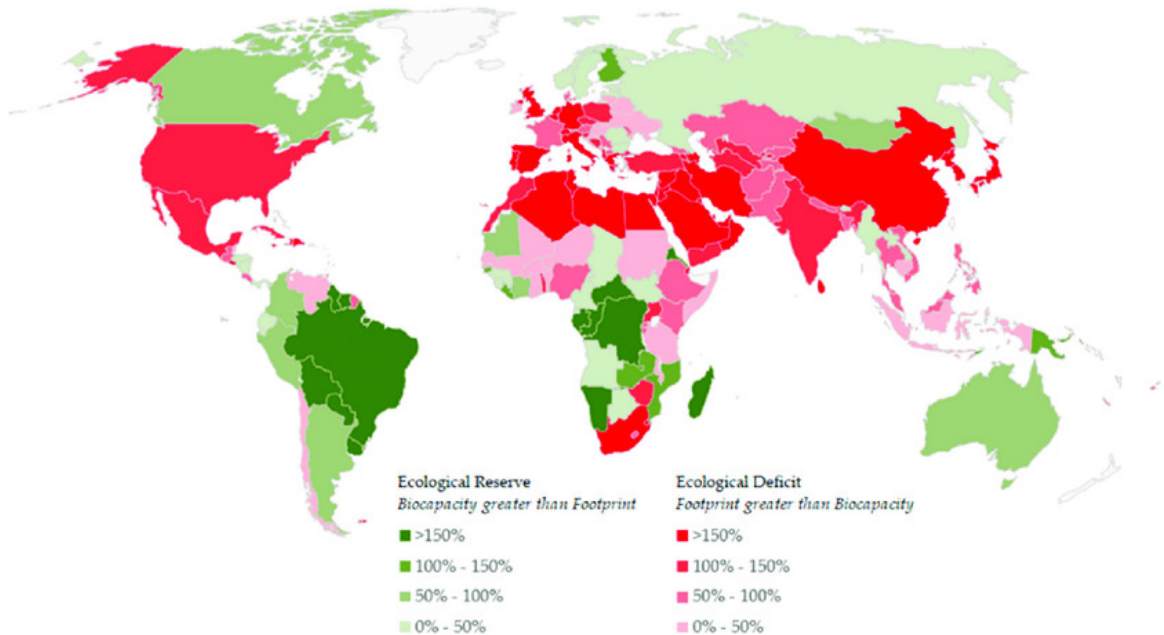 Ecological Reserve
Biocapacity greater than Footprint
>150%
100% - 150%
50% - 100%
0% - 50%
Ecological Deficit
Footprint greater than Biocapacity
>150%
100% - 150%
50% - 100%
0% - 50%